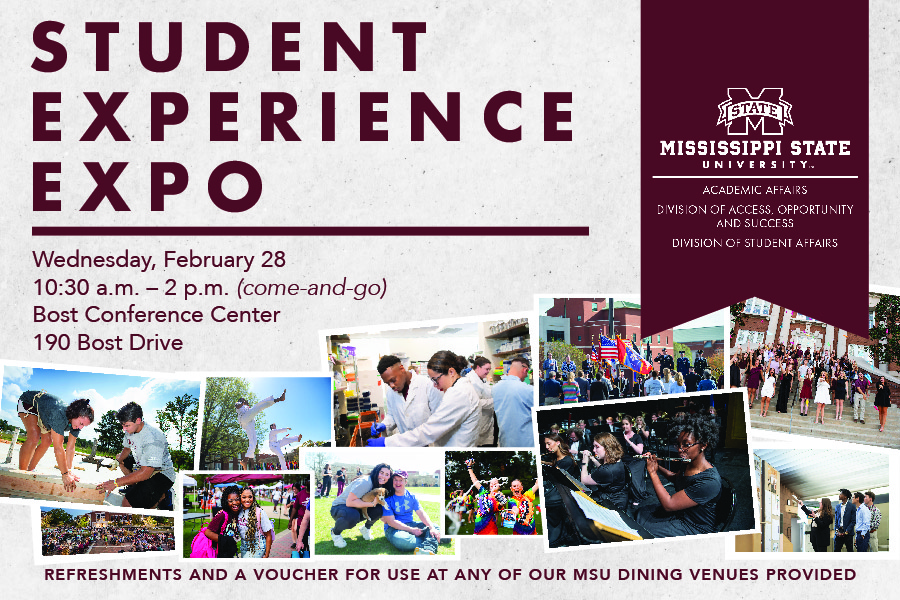 STUDENT
EXPERIENCE
EXPO
Wednesday, February 28
10:30 a.m. – 2 p.m. (come-and-go)
Bost Conference Center
190 Bost Drive
STATE
MISSISSIPPI STATE
UNIVERSITY™
ACADEMIC AFFAIRS
DIVISION OF ACCESS, OPPORTUNITY
AND SUCCESS
DIVISION OF STUDENT AFFAIRS
REFRESHMENTS AND A VOUCHER FOR USE AT ANY OF OUR MSU DINING VENUES PROVIDED